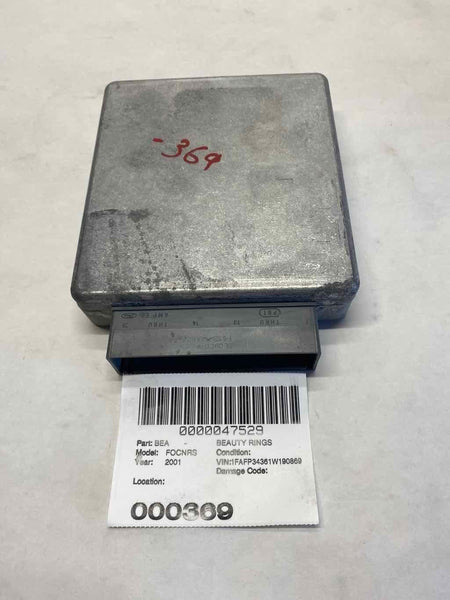 -369
0000047529
Part: BEA - BEAUTY RINGS
Model: FOCNRS Condition:
Year: 2001 VIN:1FAFP34361W190869
Damage Code:
Location:
000369